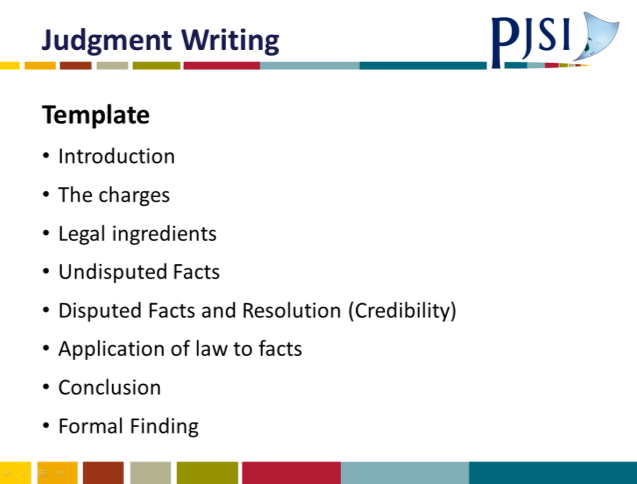 Judgment Writing
PJSI
Template
• Introduction
• The charges
• Legal ingredients
• Undisputed Facts
• Disputed Facts and Resolution (Credibility)
• Application of law to facts
• Conclusion
• Formal Finding